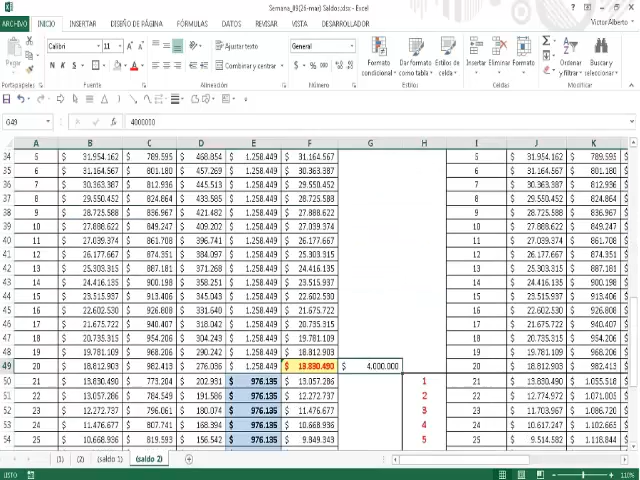 Semana_09(26-mar) Saldos.xlsx - Excel
ARCHIVO INICIO INSERTAR DISEÑO DE PÁGINA FÓRMULAS DATOS REVISAR VISTA DESARROLLADOR Victor Alberto
Calibri 11 Ajustar texto General
Pegar N K S Combinar y centrar $ % Formato condicional Dar formato como tabla Estilos de celda Insertar Eliminar Formato Ordenar y filtrar Buscar y seleccionar
Portapapeles Fuente Alineación Número Estilos Celdas Modificar
G49 4000000
A B C D E F G H I J K
34 5 $ 31.954.162 $ 789.595 $ 468.854 $ 1.258.449 $ 31.164.567 5 $ 31.954.162 $ 789.595
35 6 $ 31.164.567 $ 801.180 $ 457.269 $ 1.258.449 $ 30.363.387 6 $ 31.164.567 $ 801.180
36 7 $ 30.363.387 $ 812.936 $ 445.513 $ 1.258.449 $ 29.550.452 7 $ 30.363.387 $ 812.936
37 8 $ 29.550.452 $ 824.864 $ 433.585 $ 1.258.449 $ 28.725.588 8 $ 29.550.452 $ 824.864
38 9 $ 28.725.588 $ 836.967 $ 421.482 $ 1.258.449 $ 27.888.622 9 $ 28.725.588 $ 836.967
39 10 $ 27.888.622 $ 849.247 $ 409.202 $ 1.258.449 $ 27.039.374 10 $ 27.888.622 $ 849.247
40 11 $ 27.039.374 $ 861.708 $ 396.741 $ 1.258.449 $ 26.177.667 11 $ 27.039.374 $ 861.708
41 12 $ 26.177.667 $ 874.351 $ 384.097 $ 1.258.449 $ 25.303.315 12 $ 26.177.667 $ 874.351
42 13 $ 25.303.315 $ 887.181 $ 371.268 $ 1.258.449 $ 24.416.135 13 $ 25.303.315 $ 887.181
43 14 $ 24.416.135 $ 900.198 $ 358.251 $ 1.258.449 $ 23.515.937 14 $ 24.416.135 $ 900.198
44 15 $ 23.515.937 $ 913.406 $ 345.043 $ 1.258.449 $ 22.602.530 15 $ 23.515.937 $ 913.406
45 16 $ 22.602.530 $ 926.808 $ 331.640 $ 1.258.449 $ 21.675.722 16 $ 22.602.530 $ 926.808
46 17 $ 21.675.722 $ 940.407 $ 318.042 $ 1.258.449 $ 20.735.315 17 $ 21.675.722 $ 940.407
47 18 $ 20.735.315 $ 954.206 $ 304.243 $ 1.258.449 $ 19.781.109 18 $ 20.735.315 $ 954.206
48 19 $ 19.781.109 $ 968.206 $ 290.242 $ 1.258.449 $ 18.812.903 19 $ 19.781.109 $ 968.206
49 20 $ 18.812.903 $ 982.413 $ 276.036 $ 1.258.449 $ 13.830.490 $ 4.000.000 20 $ 18.812.903 $ 982.413
50 21 $ 13.830.490 $ 773.204 $ 202.931 $ 976.135 $ 13.057.286 1 21 $ 13.830.490 $ 1.055.518
51 22 $ 13.057.286 $ 784.549 $ 191.586 $ 976.135 $ 12.272.737 2 22 $ 12.774.972 $ 1.071.005
52 23 $ 12.272.737 $ 796.061 $ 180.074 $ 976.135 $ 11.476.677 3 23 $ 11.703.967 $ 1.086.720
53 24 $ 11.476.677 $ 807.741 $ 168.394 $ 976.135 $ 10.668.936 4 24 $ 10.617.247 $ 1.102.665
54 25 $ 10.668.936 $ 819.593 $ 156.542 $ 976.135 $ 9.849.343 5 25 $ 9.514.582 $ 1.118.844
(1) (2) (saldo 1) (saldo 2)
LISTO 110%